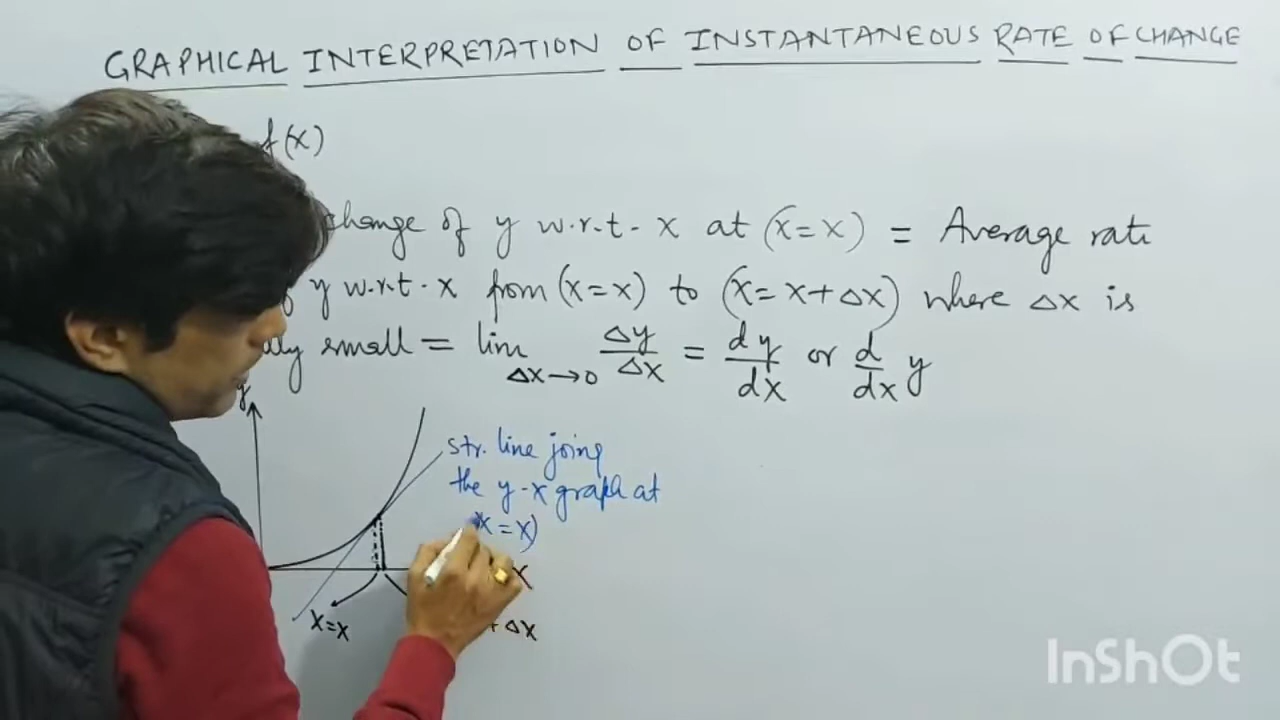 GRAPHICAL INTERPRETATION OF INSTANTANEOUS RATE OF CHANGE
f(x)
change of y w.r.t. x at (x=x) = Average rate
y w.r.t. x from (x=x) to (x=x+Δx) where Δx is
small = lim Δx→0 Δy/Δx = dy/dx or d/dx y
y
str. line joing
the y-x graph at
x=x)
x
x=x
+Δx
InShOt